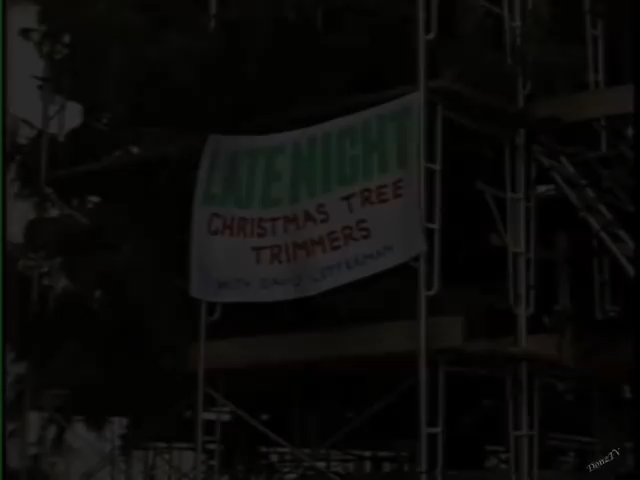 LATE NIGHT
CHRISTMAS TREE
TRIMMERS
WITH DAVID LETTERMAN
DonzTV